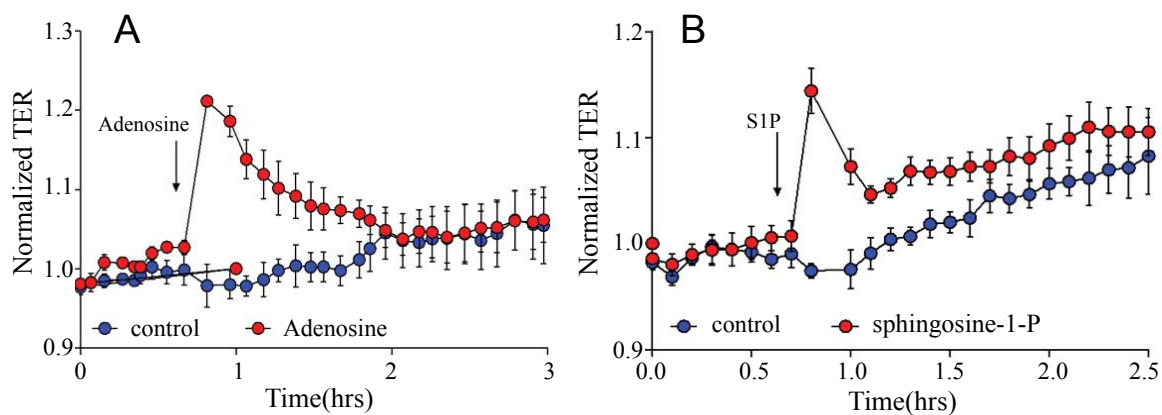 A
Normalized TER
1.3
1.2
1.1
1.0
0.9
Adenosine
control
Adenosine
0
1
2
3
Time(hrs)
B
Normalized TER
1.2
1.10
1.0
0.9
S1P
control
sphingosine-1-P
0.0
0.5
1.0
1.5
2.0
2.5
Time(hrs)